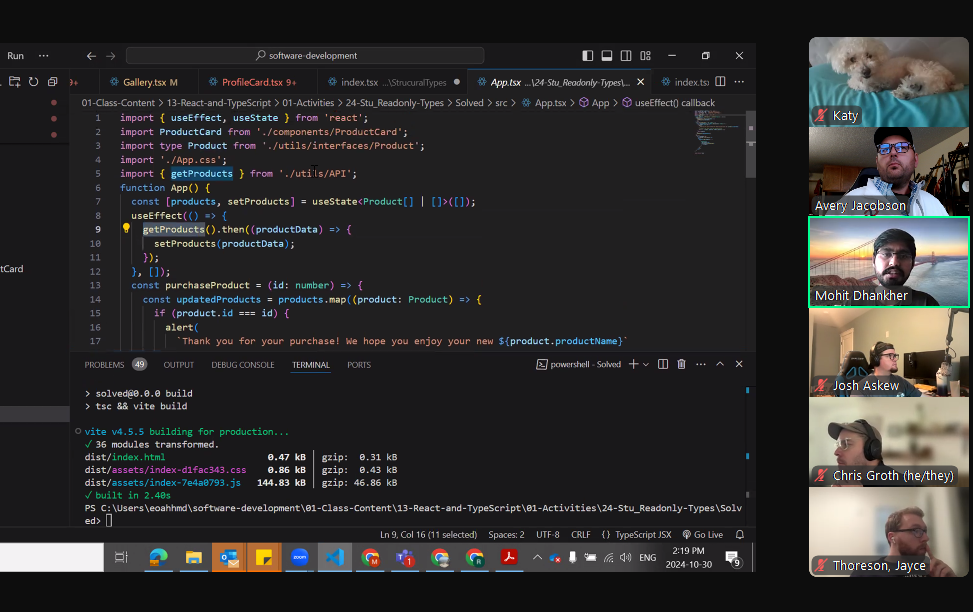 Run ··· software-development
9+ Gallery.tsx M ProfileCard.tsx 9+ index.tsx ...\StrucuralTypes App.tsx ...\24-Stu_Readonly-Types\... index.ts ···
01-Class-Content > 13-React-and-TypeScript > 01-Activities > 24-Stu_Readonly-Types > Solved > src > App.tsx > App > useEffect() callback
1 import { useEffect, useState } from 'react';
2 import ProductCard from './components/ProductCard';
3 import type Product from './utils/interfaces/Product';
4 import './App.css';
5 import { getProducts } from './utils/API';
6 function App() {
7 const [products, setProducts] = useState<Product[] | []>([]);
8 useEffect(() => {
9 getProducts().then((productData) => {
10 setProducts(productData);
11 });
12 }, []);
13 const purchaseProduct = (id: number) => {
14 const updatedProducts = products.map((product: Product) => {
15 if (product.id === id) {
16 alert(
17 `Thank you for your purchase! We hope you enjoy your new ${product.productName}`
tCard
PROBLEMS 49 OUTPUT DEBUG CONSOLE TERMINAL PORTS powershell - Solved
> solved@0.0.0 build
> tsc && vite build
vite v4.5.5 building for production...
✓ 36 modules transformed.
dist/index.html 0.47 kB │ gzip: 0.31 kB
dist/assets/index-d1fac343.css 0.86 kB │ gzip: 0.43 kB
dist/assets/index-7e4a0793.js 144.83 kB │ gzip: 46.86 kB
✓ built in 2.40s
PS C:\Users\eoahhmd\software-development\01-Class-Content\13-React-and-TypeScript\01-Activities\24-Stu_Readonly-Types\Solv
ed>
Ln 9, Col 16 (11 selected) Spaces: 2 UTF-8 CRLF {} TypeScript JSX Go Live
zoom M 1 R ENG 2:19 PM
2024-10-30 9
Katy
Avery Jacobson
Mohit Dhankher
Josh Askew
Chris Groth (he/they)
Thoreson, Jayce